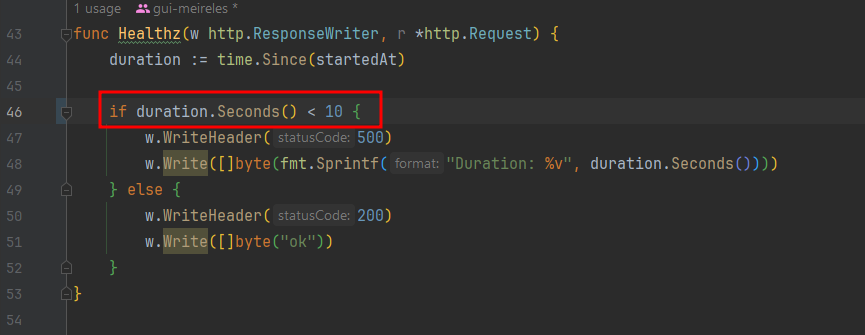 1 usage gui-meireles *
43 func Healthz(w http.ResponseWriter, r *http.Request) {
44 duration := time.Since(startedAt)
45
46 if duration.Seconds() < 10 {
47 w.WriteHeader( statusCode: 500)
48 w.Write([]byte(fmt.Sprintf( format: "Duration: %v", duration.Seconds())))
49 } else {
50 w.WriteHeader( statusCode: 200)
51 w.Write([]byte("ok"))
52 }
53 }
54